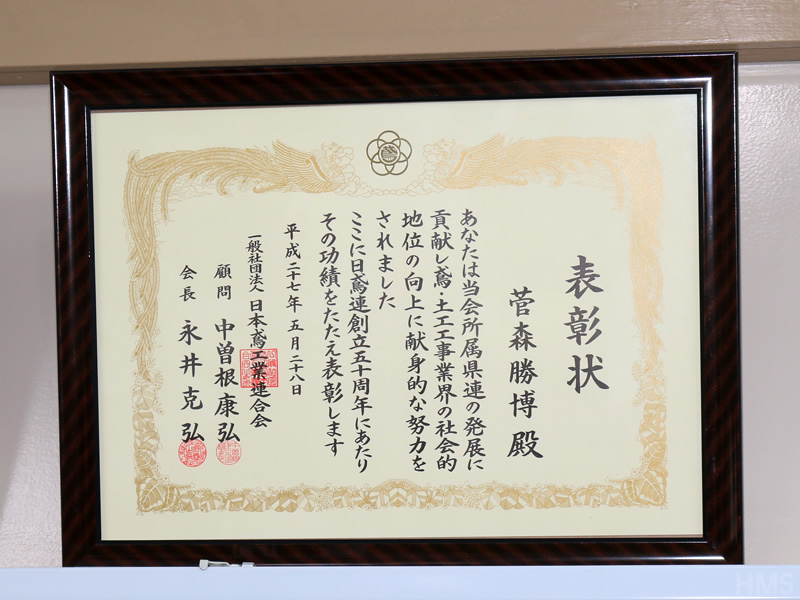 表彰状
菅森勝博 殿
あなたは当会所属県連の発展に
貢献し鳶・土工工事業界の社会的
地位の向上に献身的な努力を
されました
ここに日鳶連創立五十周年にあたり
その功績をたたえ表彰します
平成二十七年 五月二十八日
一般社団法人 日本鳶工業連合会
顧問 中曽根康弘
会長 永井克弘
HMS